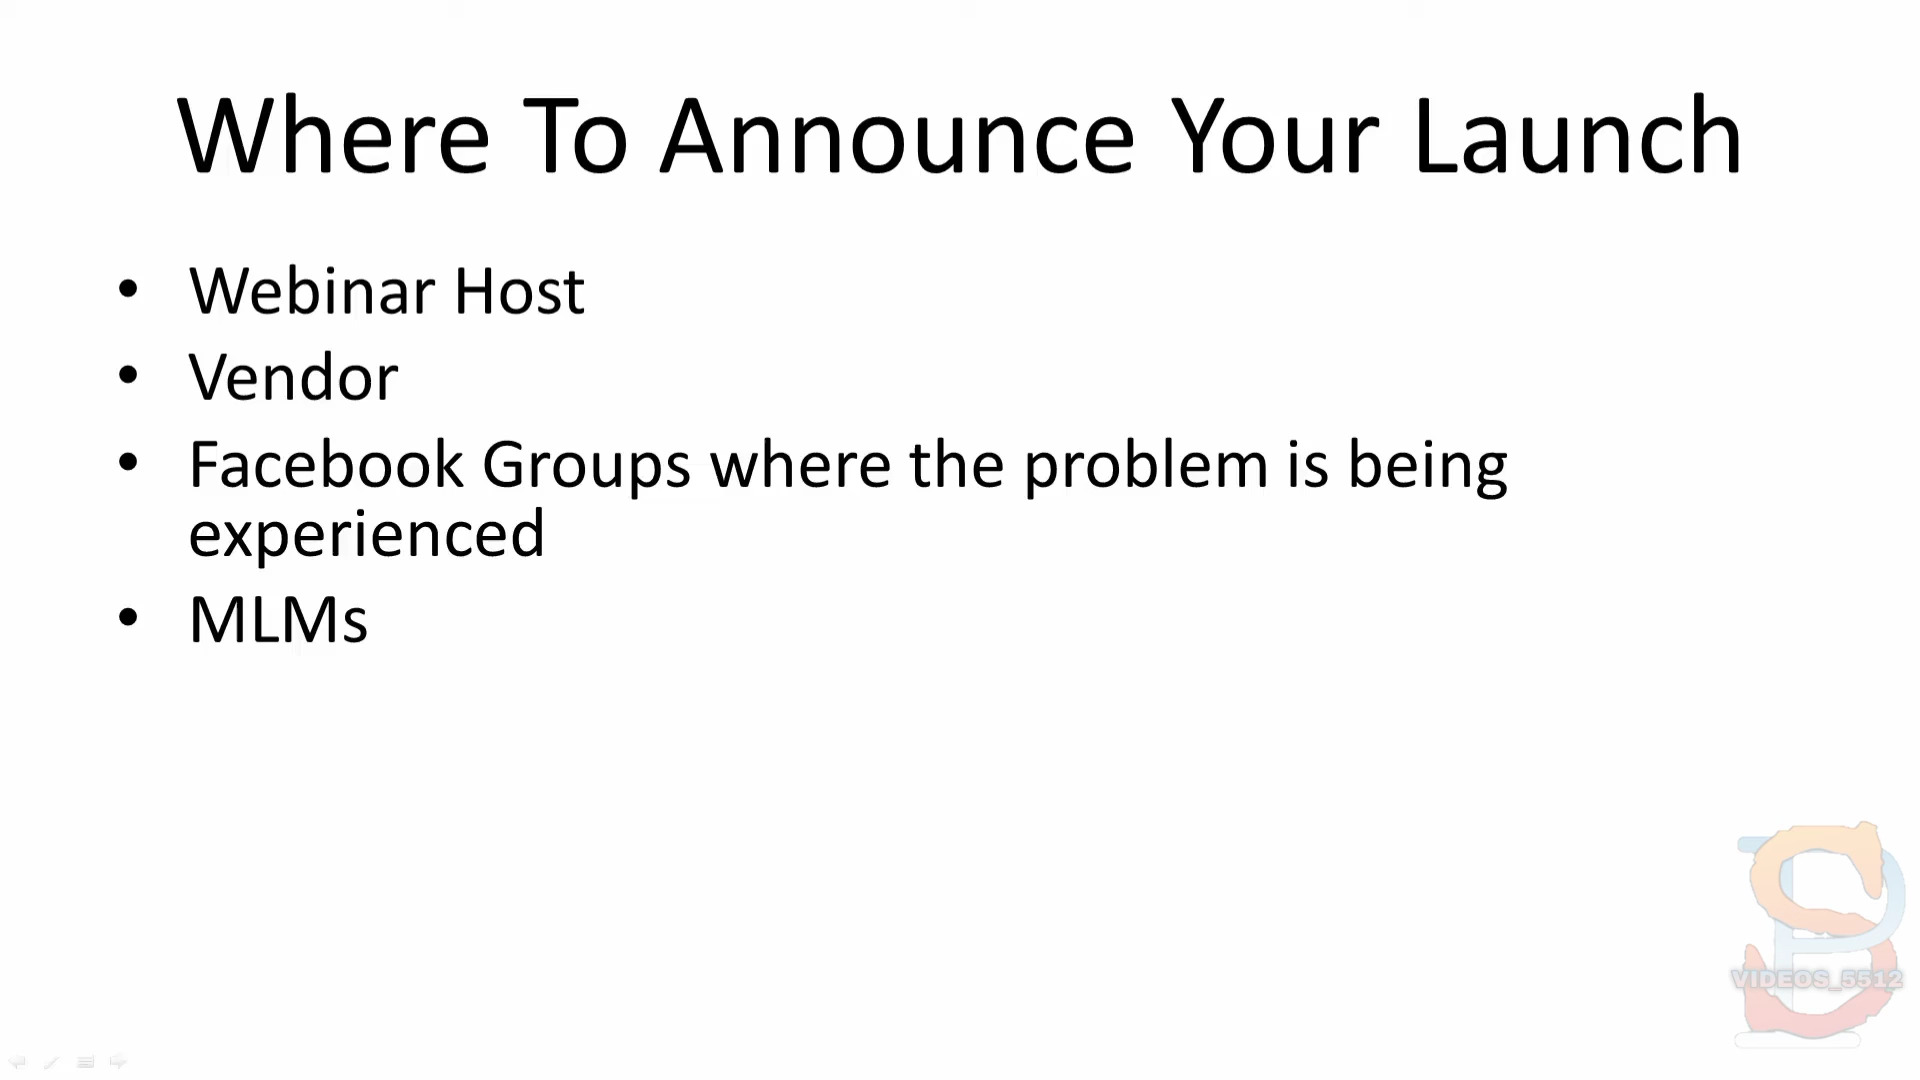 Where To Announce Your Launch
• Webinar Host
• Vendor
• Facebook Groups where the problem is being
experienced
• MLMs
VIDEOS_5512